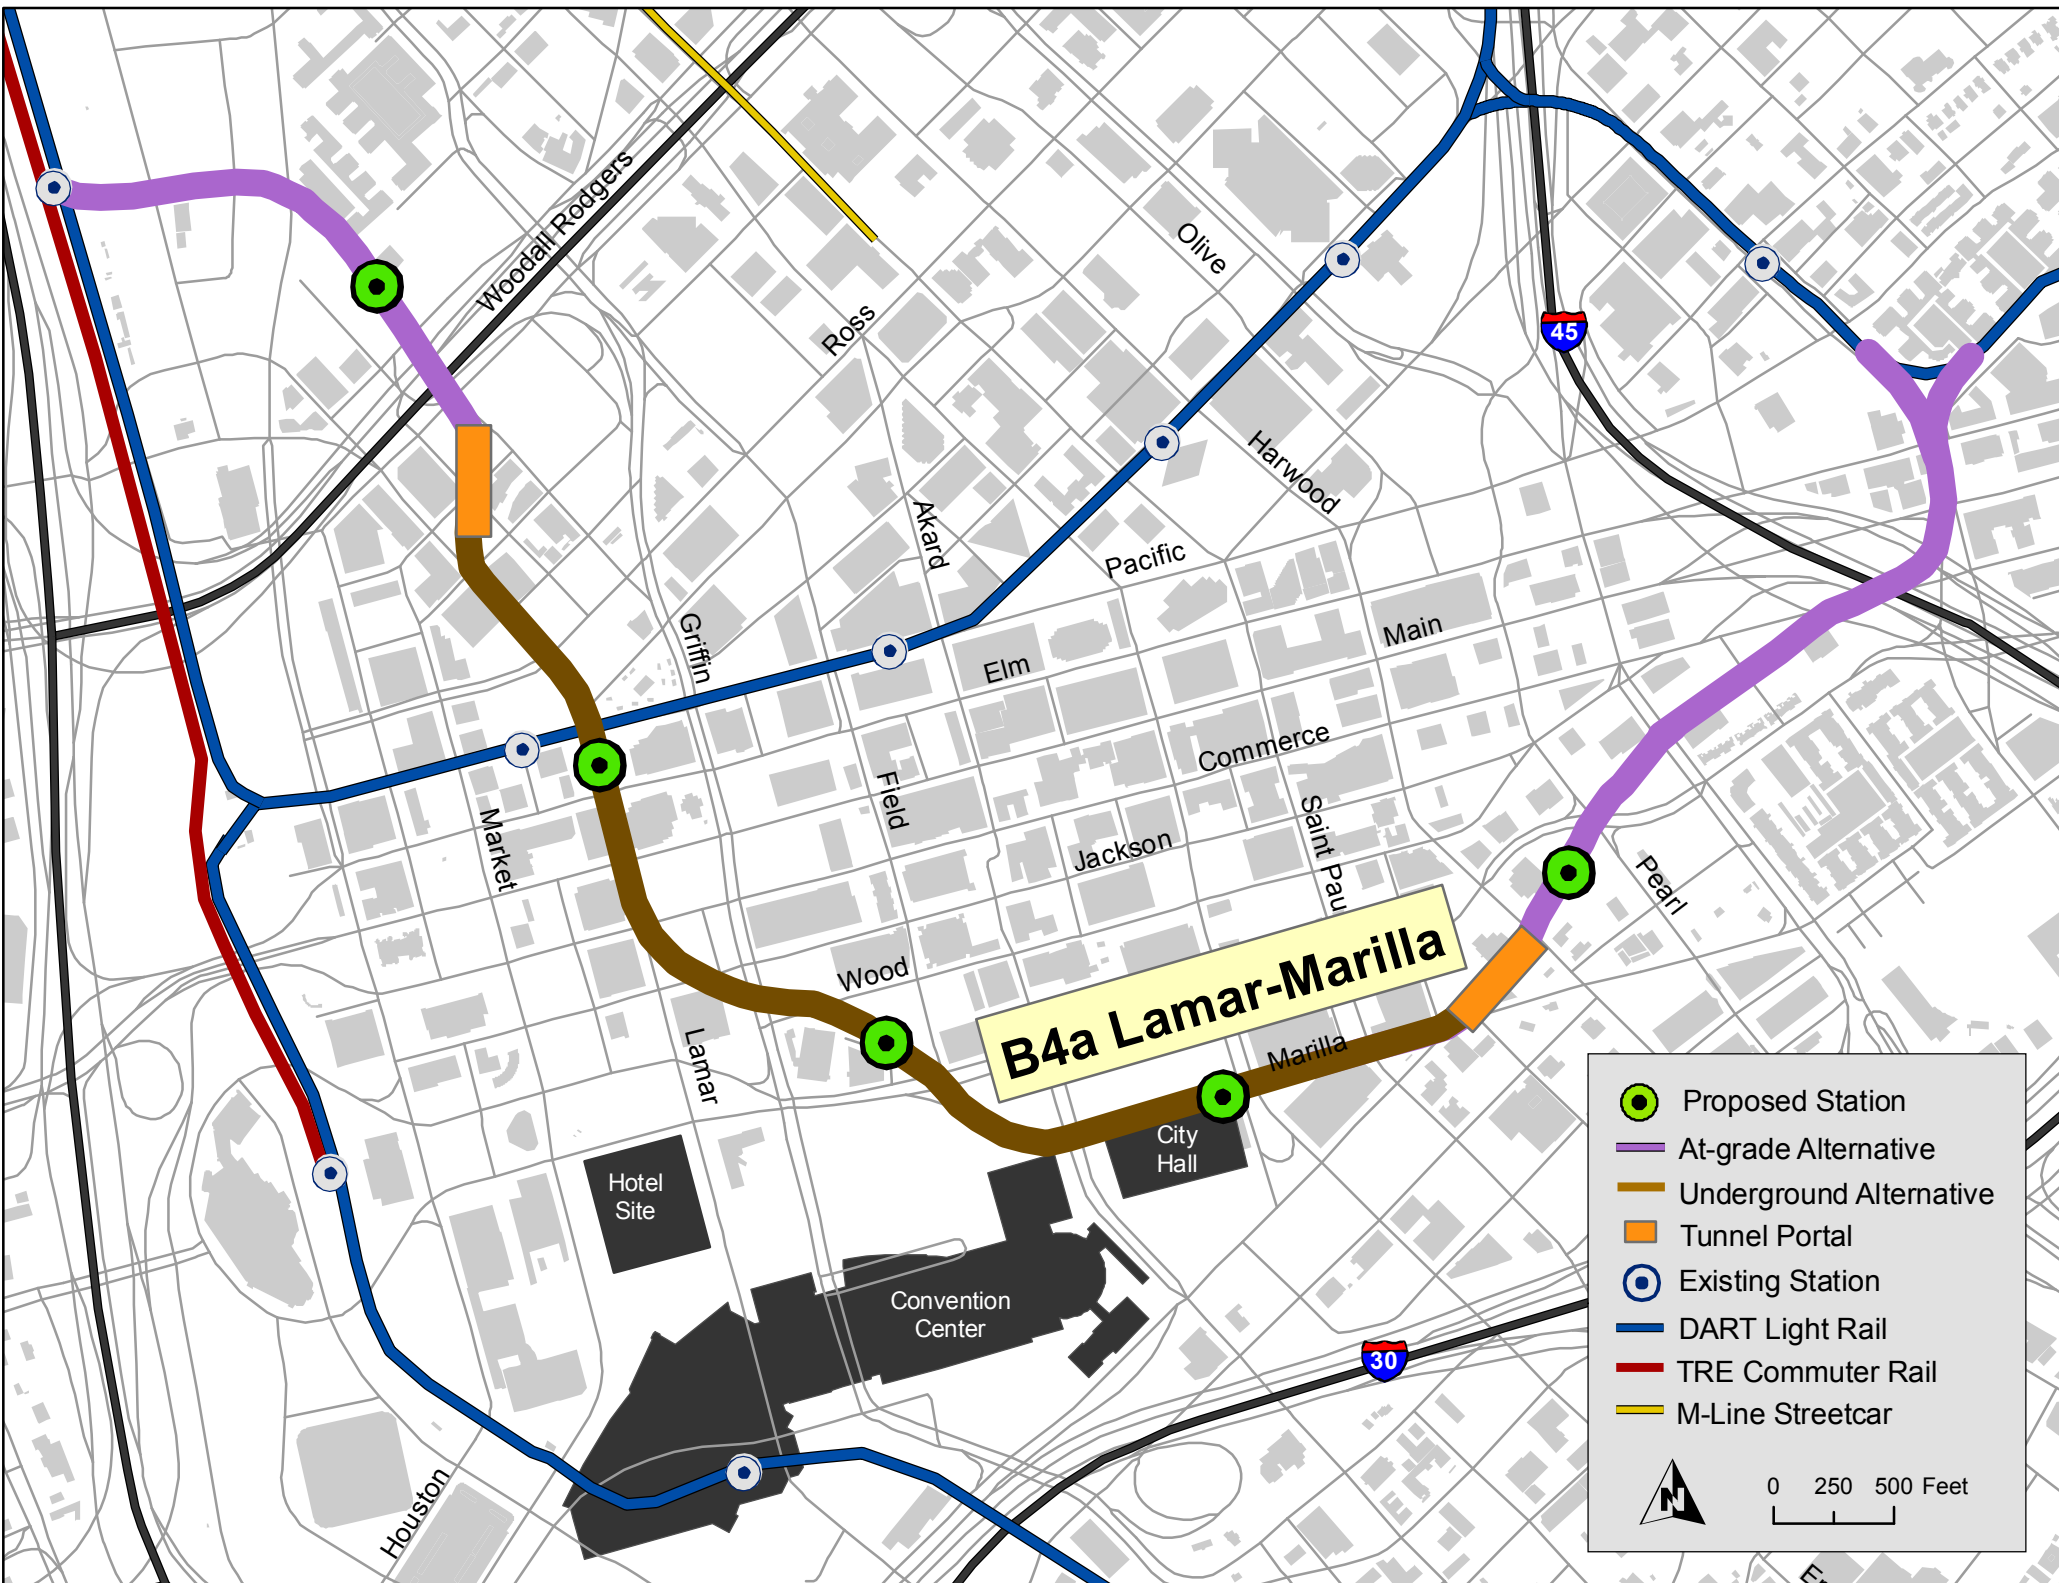 Woodall Rodgers
Olive
Ross
45
Harwood
Akard
Pacific
Griffin
Main
Elm
Commerce
Field
Market
Jackson
Saint Pau
Pearl
Wood
B4a Lamar-Marilla
Lamar
Marilla
City
Hall
Hotel
Site
Convention
Center
30
Houston
Proposed Station
At-grade Alternative
Underground Alternative
Tunnel Portal
Existing Station
DART Light Rail
TRE Commuter Rail
M-Line Streetcar
N
0 250 500 Feet